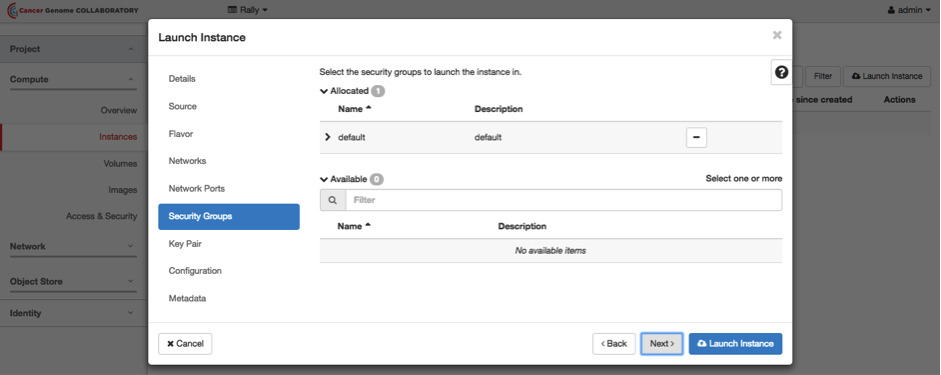 Cancer Genome COLLABORATORY
Rally
admin
Project
Compute
Overview
Instances
Volumes
Images
Access & Security
Network
Object Store
Identity
Filter
Launch Instance
since created
Actions
Launch Instance
Details
Source
Flavor
Networks
Network Ports
Security Groups
Key Pair
Configuration
Metadata
Select the security groups to launch the instance in.
Allocated 1
Name Description
default default
Available 0
Select one or more
Filter
Name Description
No available items
Cancel
< Back
Next >
Launch Instance